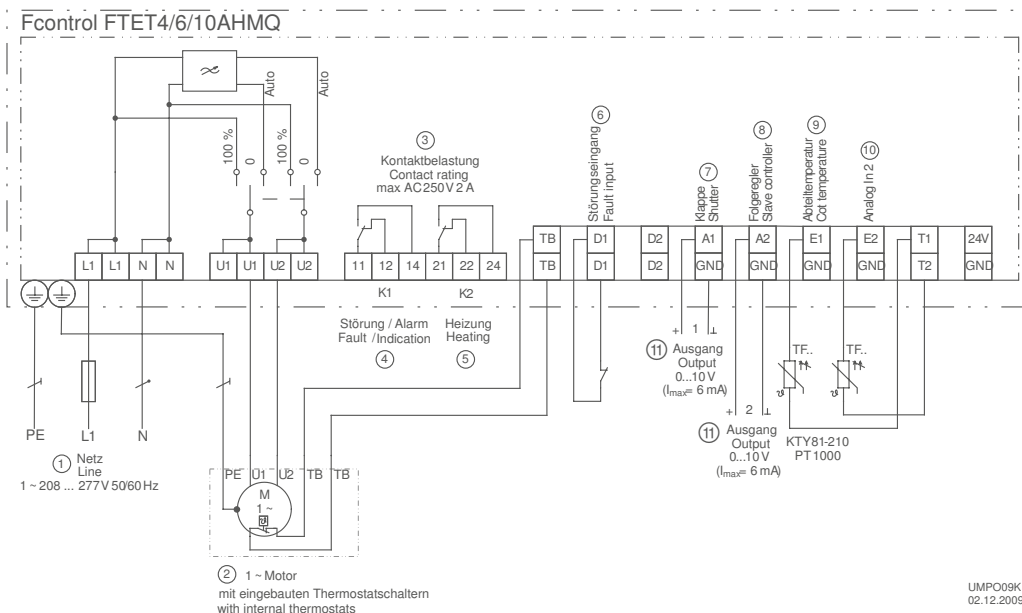 Fcontrol FTET4/6/10AHMQ
Auto
Auto
100 %
0
100 %
0
3
Kontaktbelastung
Contact rating
max AC250V 2 A
6
Störungseingang
Fault input
7
Klappe
Shutter
8
Folgeregler
Slave controller
9
Abteiltemperatur
Cot temperature
10
Analog In 2
TB D1 D2 A1 A2 E1 E2 T1 24V
L1 L1 N N U1 U1 U2 U2 11 12 14 21 22 24 TB D1 D2 GND GND GND GND T2 GND
K1 K2
Störung / Alarm
Fault / Indication
4
Heizung
Heating
5
+ 1 ⊥
11 Ausgang
Output
0...10 V
(Imax= 6 mA)
+ 2 ⊥
11 Ausgang
Output
0...10 V
(Imax= 6 mA)
TF..
ϑ
TF..
ϑ
KTY81-210
PT1000
PE L1 N
1 Netz
Line
1 ~ 208 ... 277V 50/60 Hz
PE U1 U2 TB TB
M
1 ~
ϑ
2 1 ~ Motor
mit eingebauten Thermostatschaltern
with internal thermostats
UMPO09K
02.12.2009